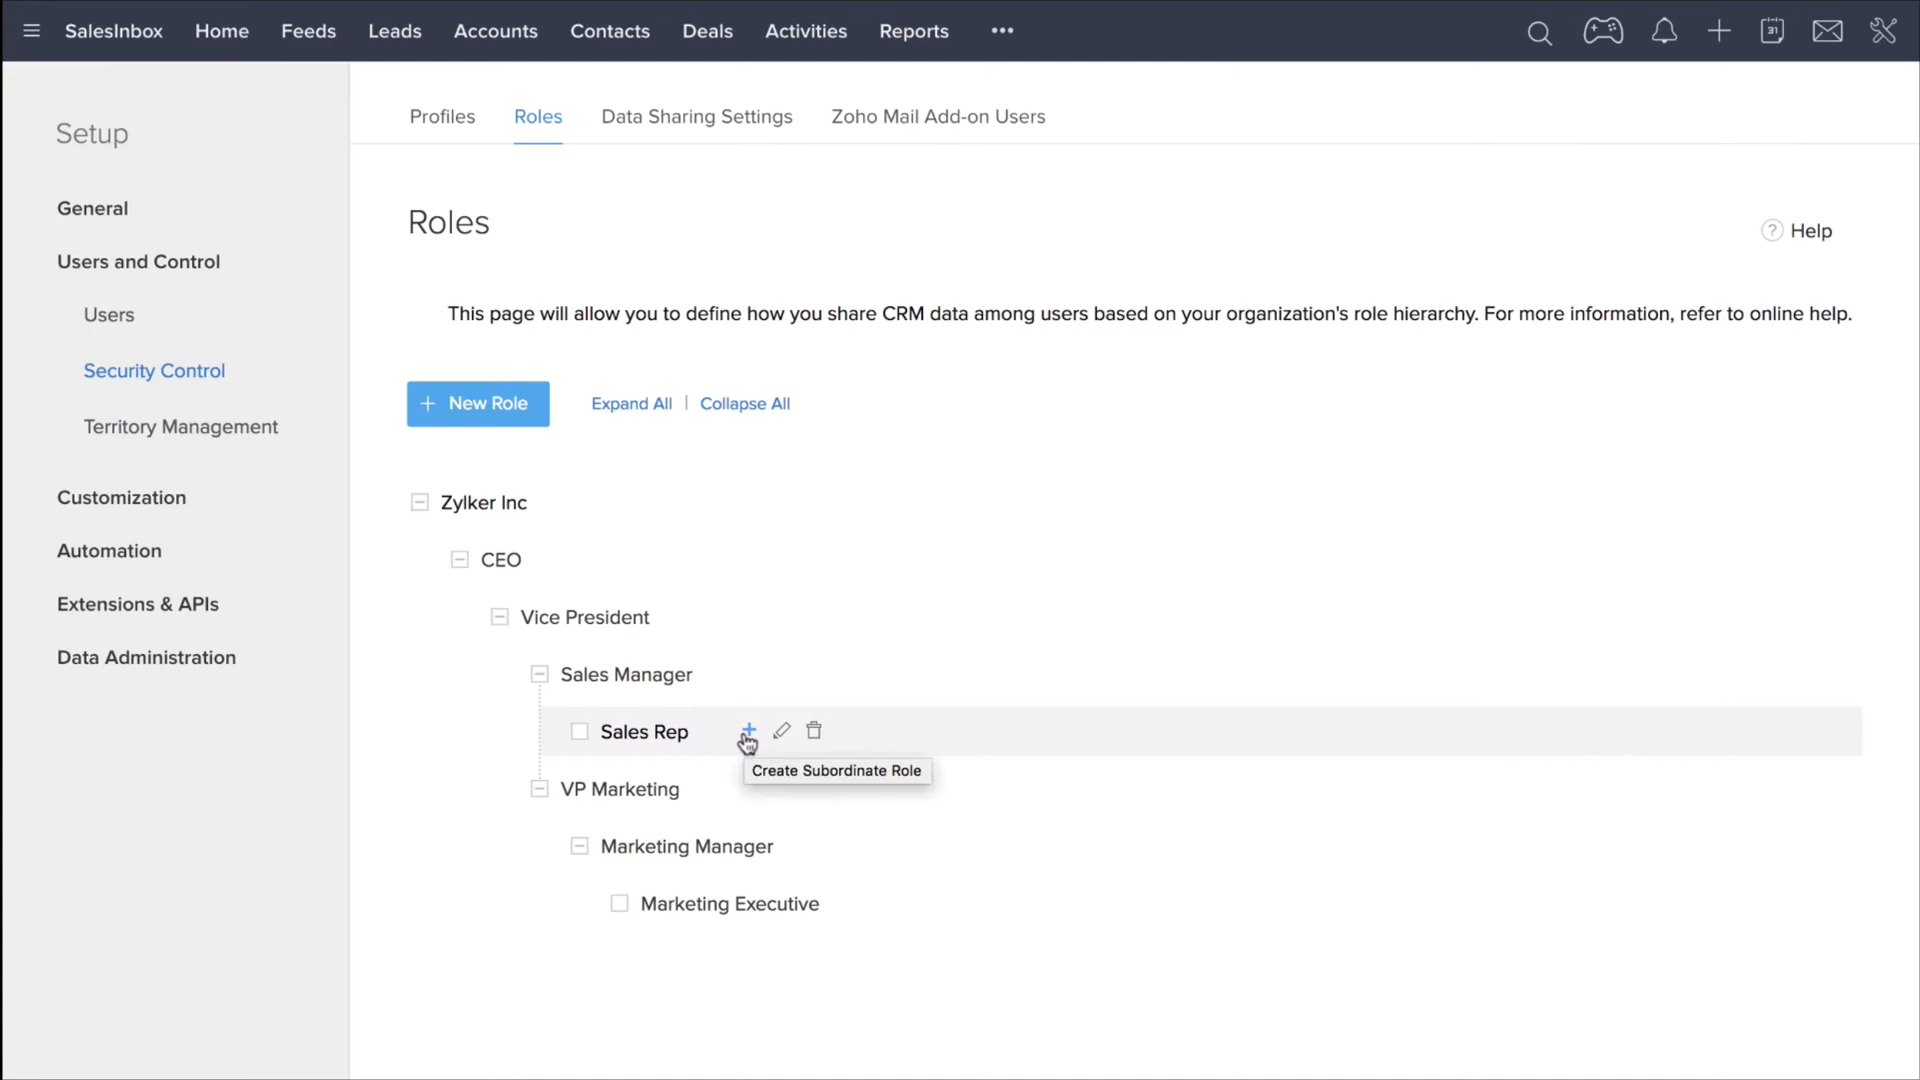 SalesInbox Home Feeds Leads Accounts Contacts Deals Activities Reports ••• 31
Setup
General
Users and Control
Users
Security Control
Territory Management
Customization
Automation
Extensions & APIs
Data Administration
Profiles Roles Data Sharing Settings Zoho Mail Add-on Users
Roles
? Help
This page will allow you to define how you share CRM data among users based on your organization's role hierarchy. For more information, refer to online help.
+ New Role Expand All | Collapse All
Zylker Inc
CEO
Vice President
Sales Manager
Sales Rep
Create Subordinate Role
VP Marketing
Marketing Manager
Marketing Executive